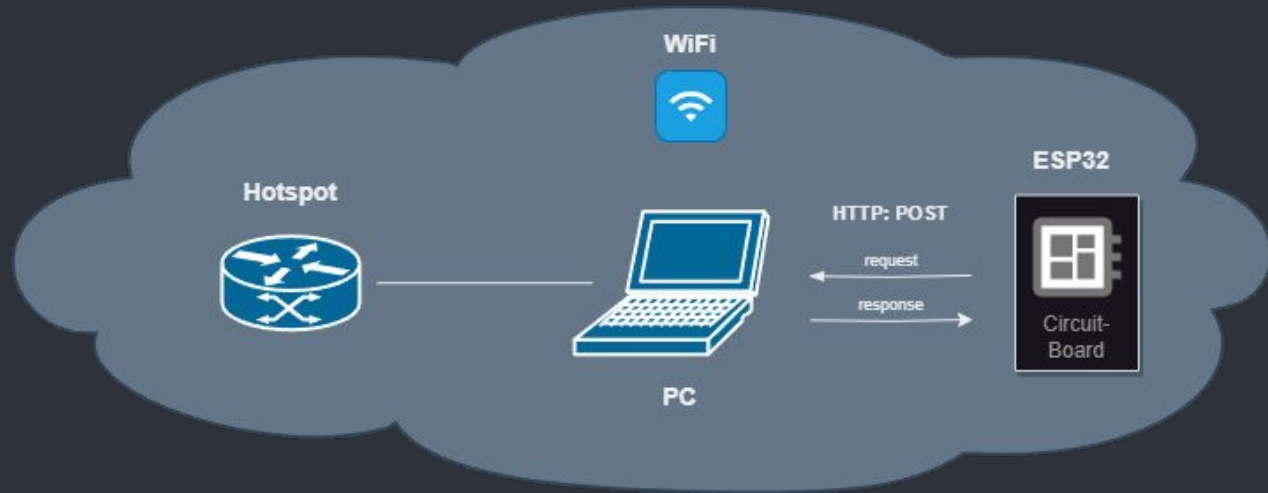 WiFi
Hotspot
ESP32
HTTP: POST
request
response
Circuit-
Board
PC